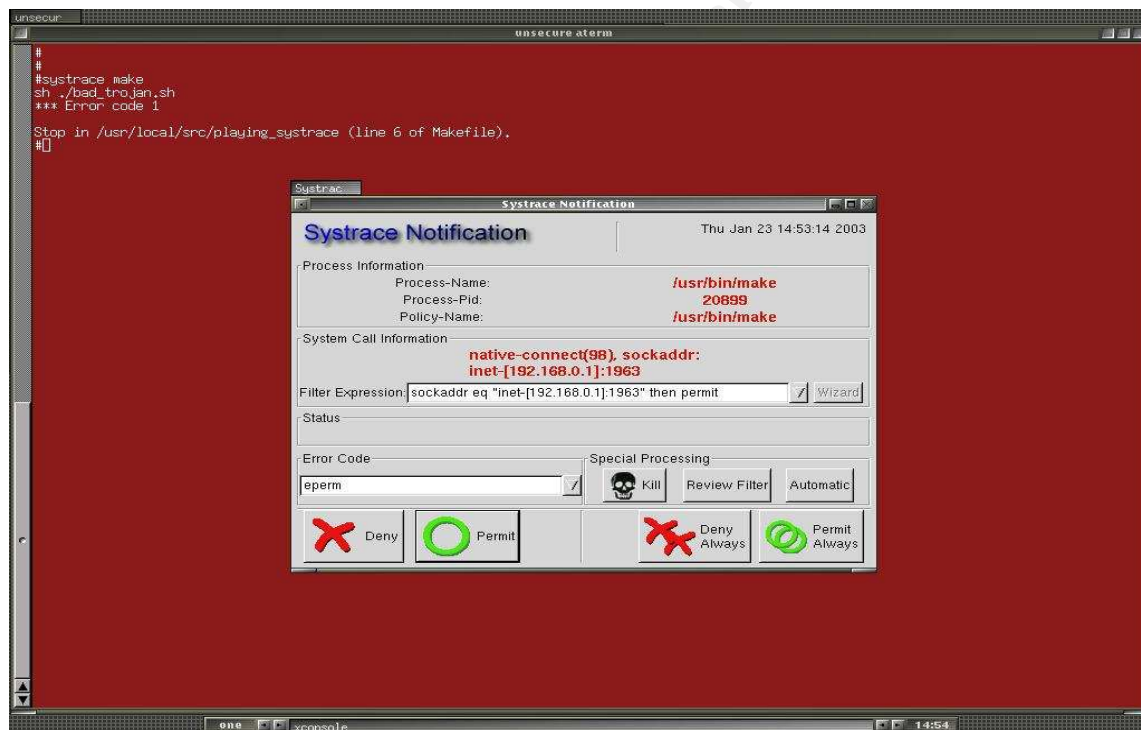 unsecur
unsecure aterm
#
#
#systrace make
sh ./bad_trojan.sh
*** Error code 1
Stop in /usr/local/src/playing_systrace (line 6 of Makefile).
#
Systrac
Systrace Notification
Systrace Notification
Thu Jan 23 14:53:14 2003
Process Information
Process-Name: /usr/bin/make
Process-Pid: 20899
Policy-Name: /usr/bin/make
System Call Information
native-connect(98), sockaddr:
inet-[192.168.0.1]:1963
Filter Expression: sockaddr eq "inet-[192.168.0.1]:1963" then permit
Wizard
Status
Error Code
Special Processing
eperm
Kill
Review Filter
Automatic
Deny
Permit
Deny Always
Permit Always
one
xconsole
14:54